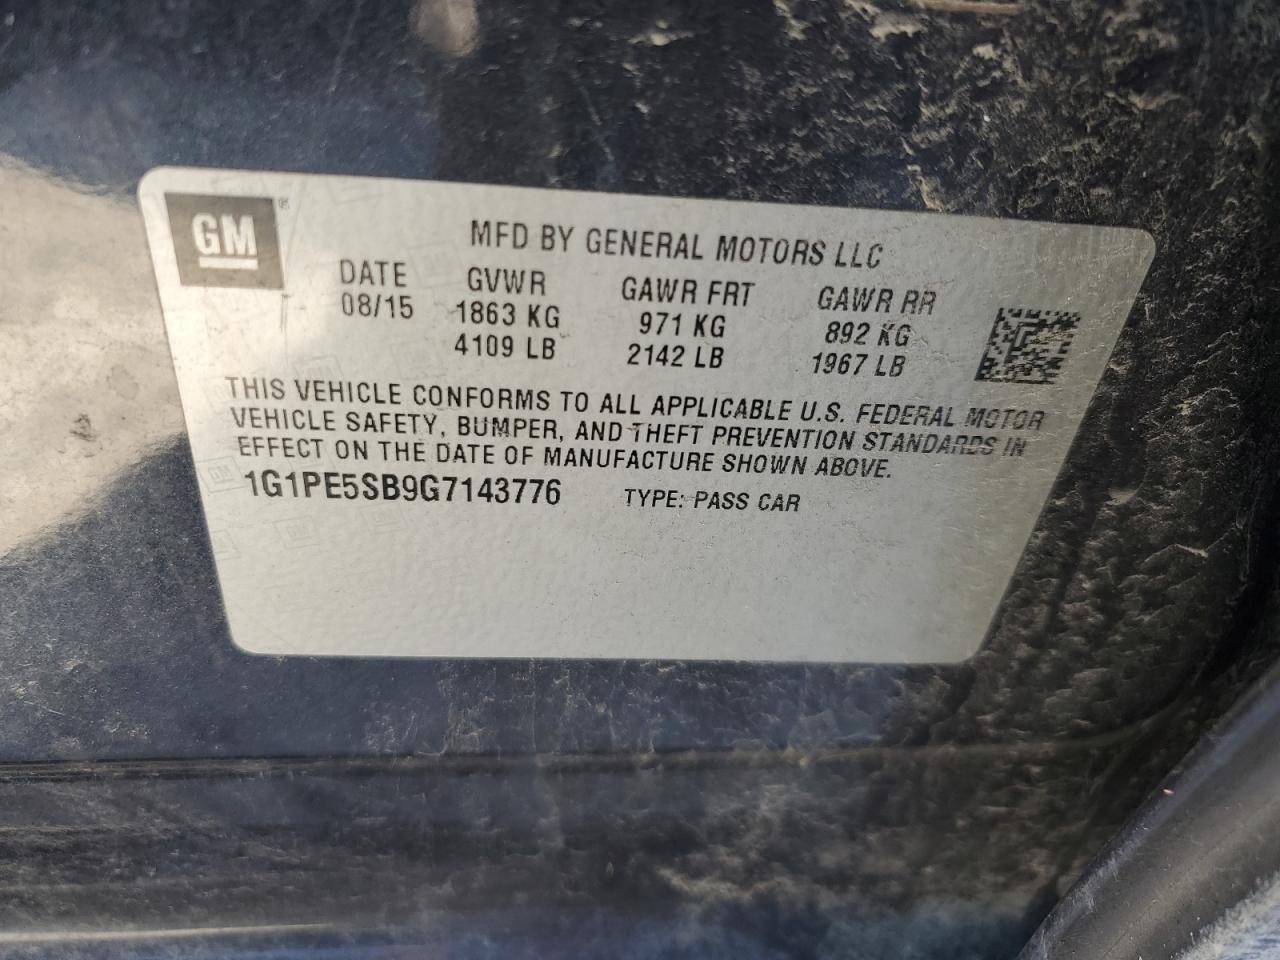 GM ®
MFD BY GENERAL MOTORS LLC
DATE GVWR GAWR FRT GAWR RR
08/15 1863 KG 971 KG 892 KG
4109 LB 2142 LB 1967 LB
THIS VEHICLE CONFORMS TO ALL APPLICABLE U.S. FEDERAL MOTOR
VEHICLE SAFETY, BUMPER, AND THEFT PREVENTION STANDARDS IN
EFFECT ON THE DATE OF MANUFACTURE SHOWN ABOVE.
1G1PE5SB9G7143776 TYPE: PASS CAR